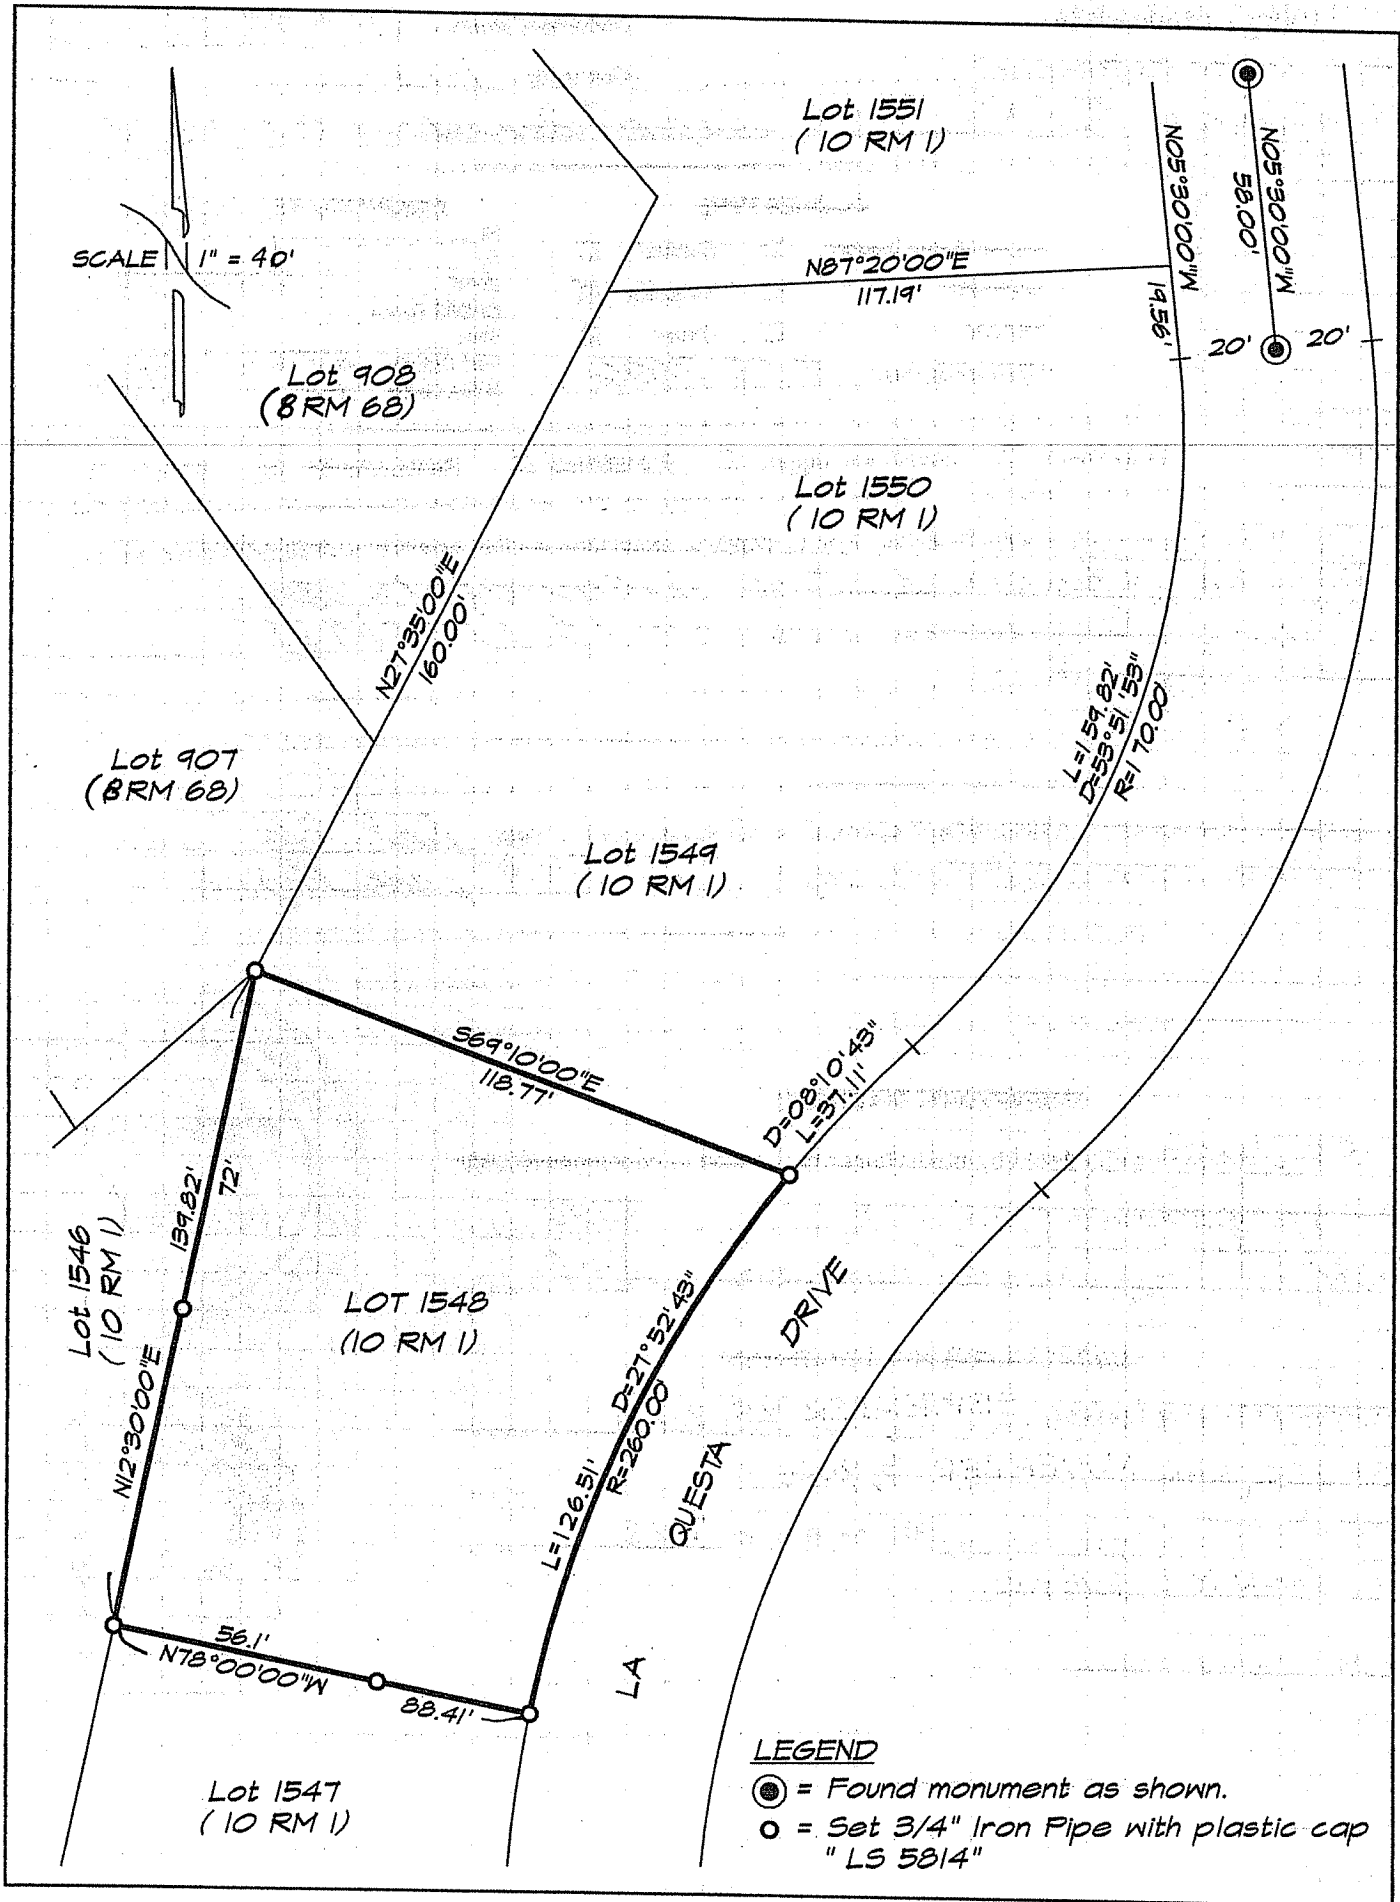 Lot 1551
( 10 RM 1)
N05°30'00"W
N05°30'00"W
58.00'
SCALE 1" = 40'
N87°20'00"E
117.19'
19.56'
20'
20'
Lot 908
(8 RM 68)
Lot 1550
( 10 RM 1)
N27°35'00"E
160.00'
L=159.82'
D=53°51'53"
R=170.00
Lot 907
(8 RM 68)
Lot 1549
( 10 RM 1)
S69°10'00"E
118.77'
D=08°10'43"
L=37.11'
139.82'
72'
Lot 1546
( 10 RM 1)
LOT 1548
(10 RM 1)
N12°30'00"E
D=27°52'43"
R=260.00'
L=126.51'
LA QUESTA DRIVE
56.1'
N78°00'00"W
88.41'
Lot 1547
( 10 RM 1)
LEGEND
= Found monument as shown.
= Set 3/4" Iron Pipe with plastic cap
" LS 5814"